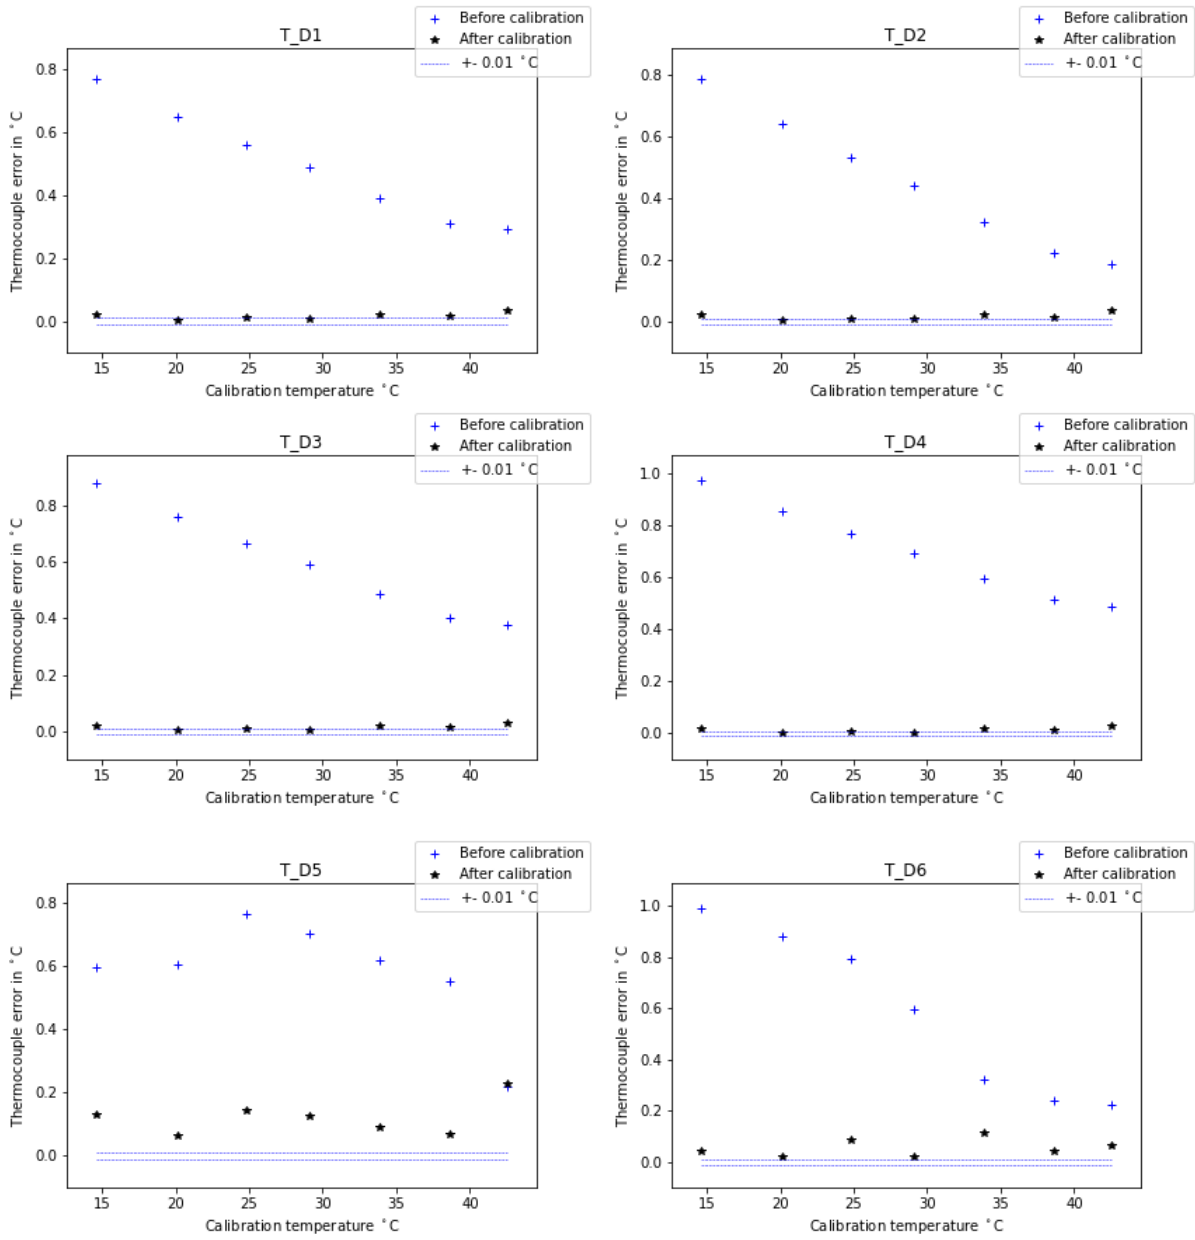 T_D1
Before calibration
After calibration
+- 0.01 °C
Thermocouple error in °C
0.8
0.6
0.4
0.2
0.0
15 20 25 30 35 40
Calibration temperature °C
T_D2
Before calibration
After calibration
+- 0.01 °C
Thermocouple error in °C
0.8
0.6
0.4
0.2
0.0
15 20 25 30 35 40
Calibration temperature °C
T_D3
Before calibration
After calibration
+- 0.01 °C
Thermocouple error in °C
0.8
0.6
0.4
0.2
0.0
15 20 25 30 35 40
Calibration temperature °C
T_D4
Before calibration
After calibration
+- 0.01 °C
Thermocouple error in °C
1.0
0.8
0.6
0.4
0.2
0.0
15 20 25 30 35 40
Calibration temperature °C
T_D5
Before calibration
After calibration
+- 0.01 °C
Thermocouple error in °C
0.8
0.6
0.4
0.2
0.0
15 20 25 30 35 40
Calibration temperature °C
T_D6
Before calibration
After calibration
+- 0.01 °C
Thermocouple error in °C
1.0
0.8
0.6
0.4
0.2
0.0
15 20 25 30 35 40
Calibration temperature °C